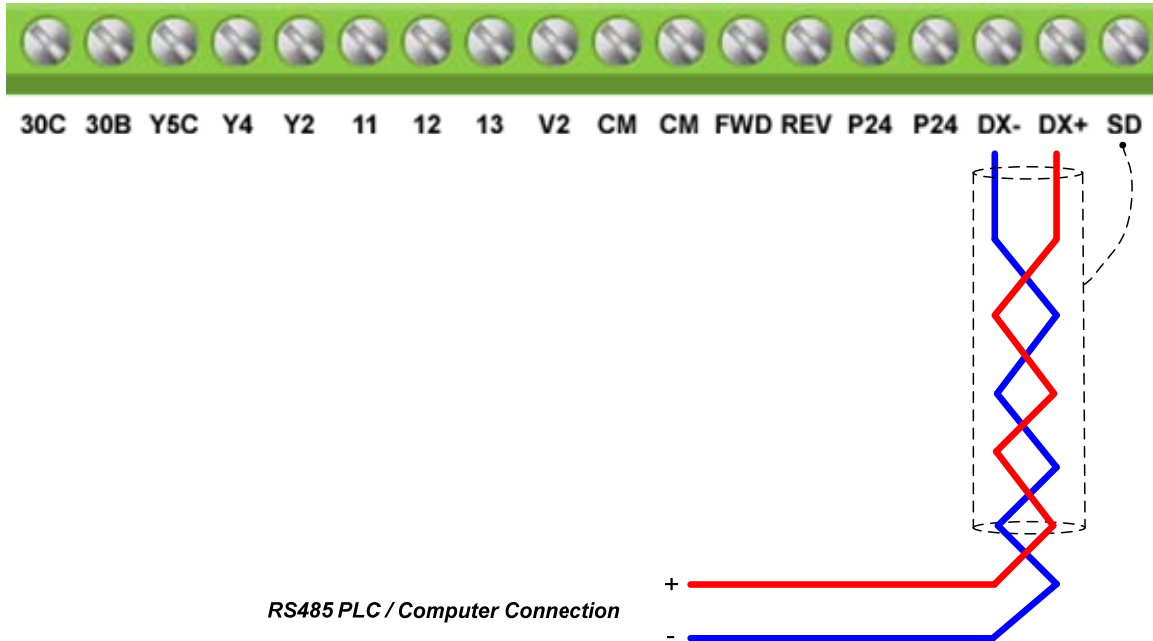 30C 30B Y5C Y4 Y2 11 12 13 V2 CM CM FWD REV P24 P24 DX- DX+ SD
+
RS485 PLC / Computer Connection
-